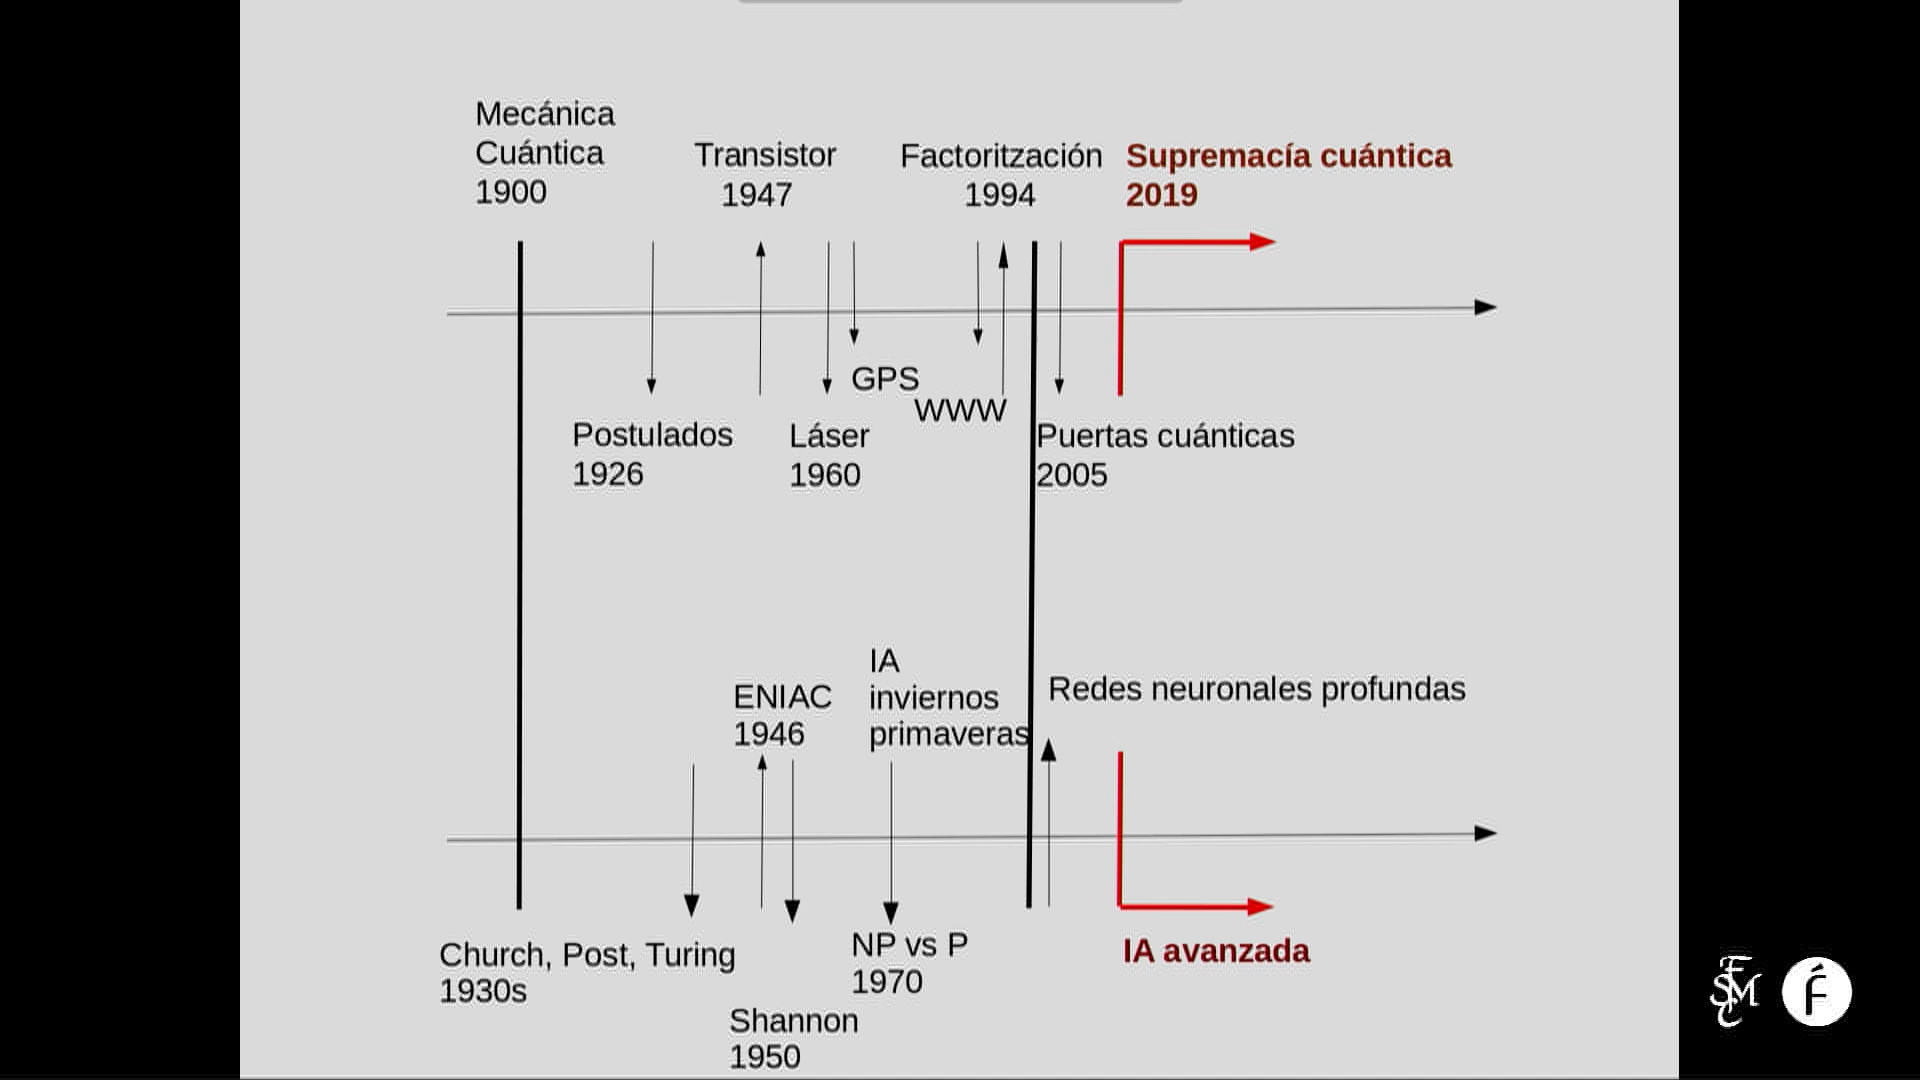 Mecánica
Cuántica
1900
Transistor
1947
Factoritzación
1994
Supremacía cuántica
2019
GPS
WWW
Postulados
1926
Láser
1960
Puertas cuánticas
2005
ENIAC
1946
IA
inviernos
primaveras
Redes neuronales profundas
Church, Post, Turing
1930s
Shannon
1950
NP vs P
1970
IA avanzada